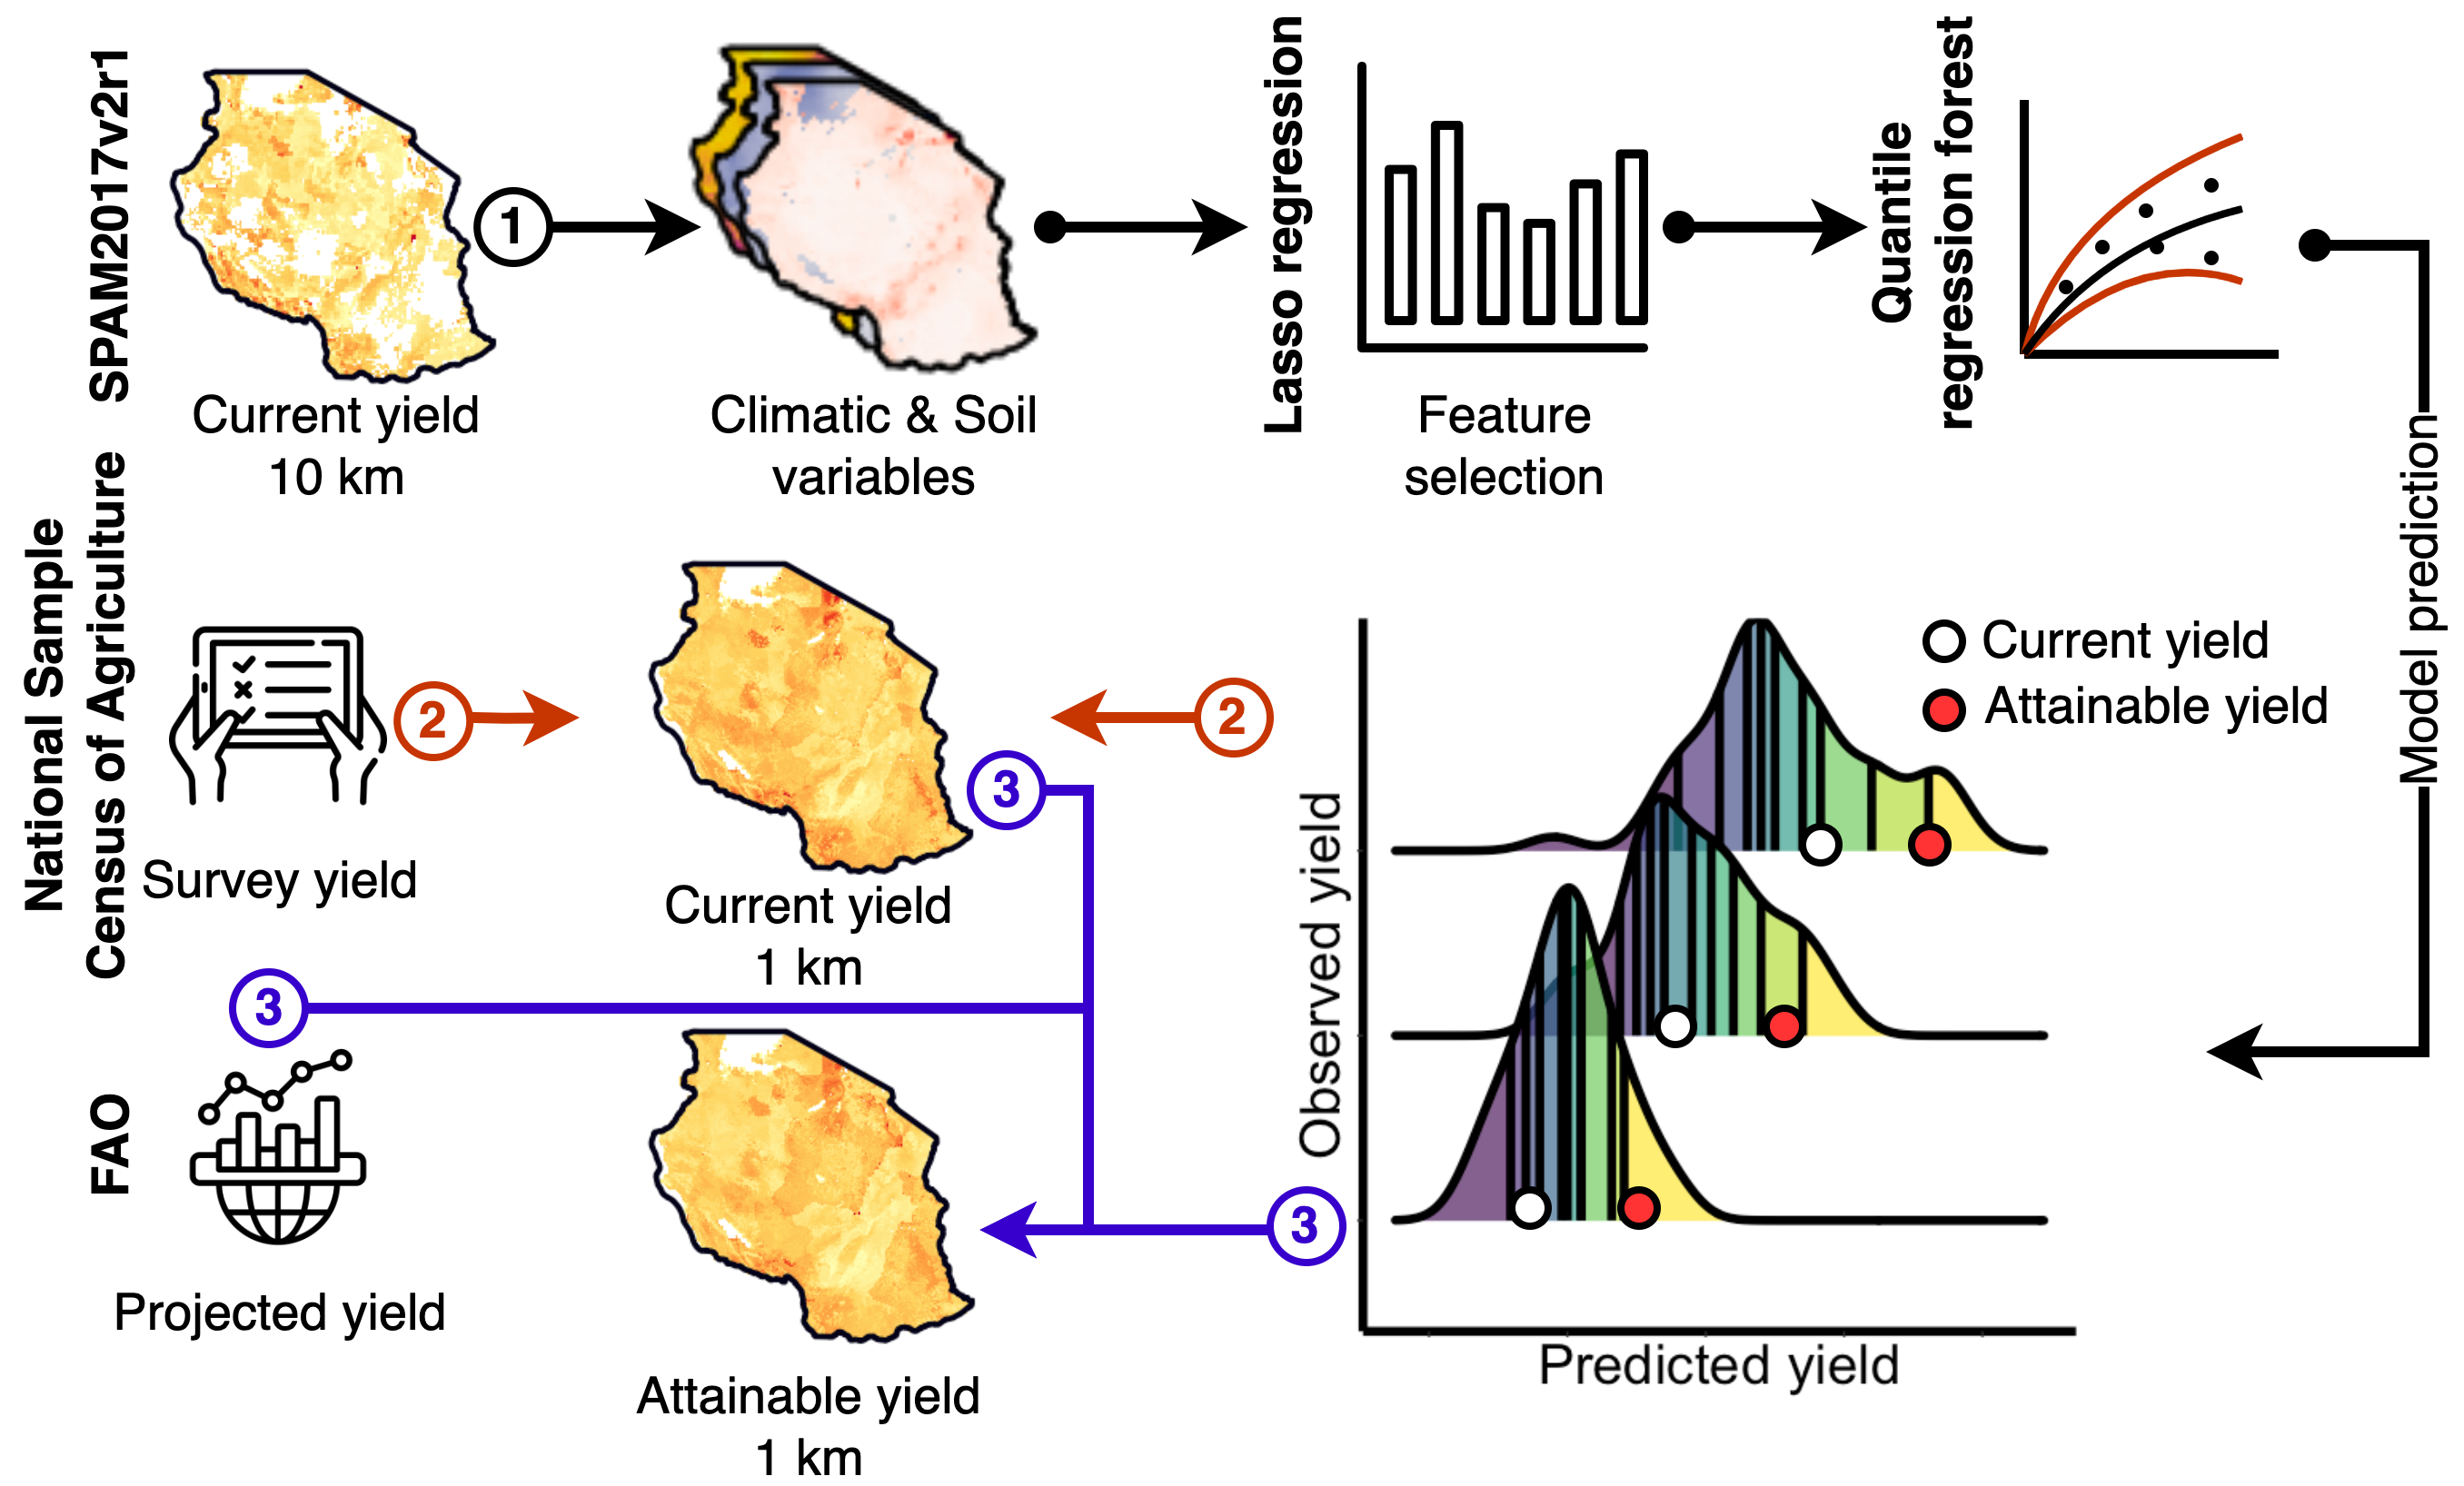 SPAM2017v2r1
1
Current yield
10 km
Climatic & Soil
variables
Lasso regression
Feature
selection
Quantile
regression forest
Model prediction
National Sample
Census of Agriculture
Survey yield
2
Current yield
1 km
2
3
Current yield
Attainable yield
Observed yield
Predicted yield
3
FAO
Projected yield
Attainable yield
1 km
3